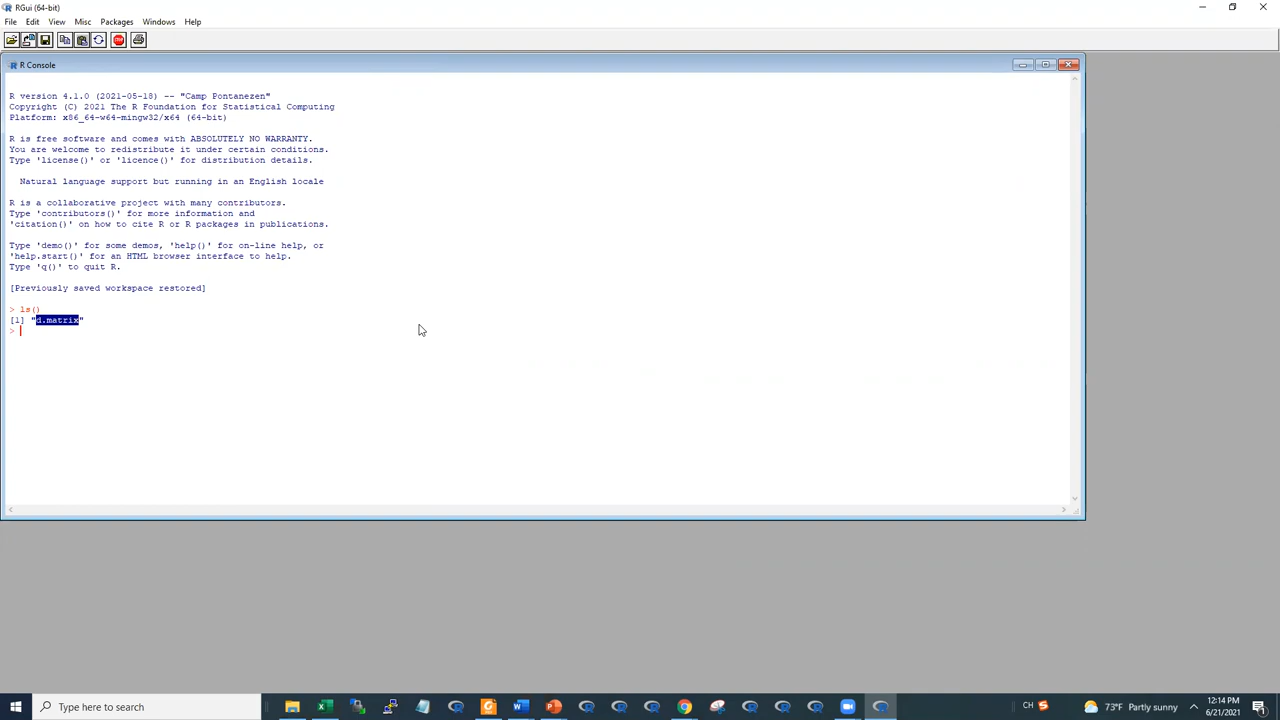 RGui (64-bit)
File Edit View Misc Packages Windows Help
STOP
R Console
R version 4.1.0 (2021-05-18) -- "Camp Pontanezen"
Copyright (C) 2021 The R Foundation for Statistical Computing
Platform: x86_64-w64-mingw32/x64 (64-bit)
R is free software and comes with ABSOLUTELY NO WARRANTY.
You are welcome to redistribute it under certain conditions.
Type 'license()' or 'licence()' for distribution details.
Natural language support but running in an English locale
R is a collaborative project with many contributors.
Type 'contributors()' for more information and
'citation()' on how to cite R or R packages in publications.
Type 'demo()' for some demos, 'help()' for on-line help, or
'help.start()' for an HTML browser interface to help.
Type 'q()' to quit R.
[Previously saved workspace restored]
> ls()
[1] "d.matrix"
>
Type here to search
CH
73°F Partly sunny
12:14 PM
6/21/2021